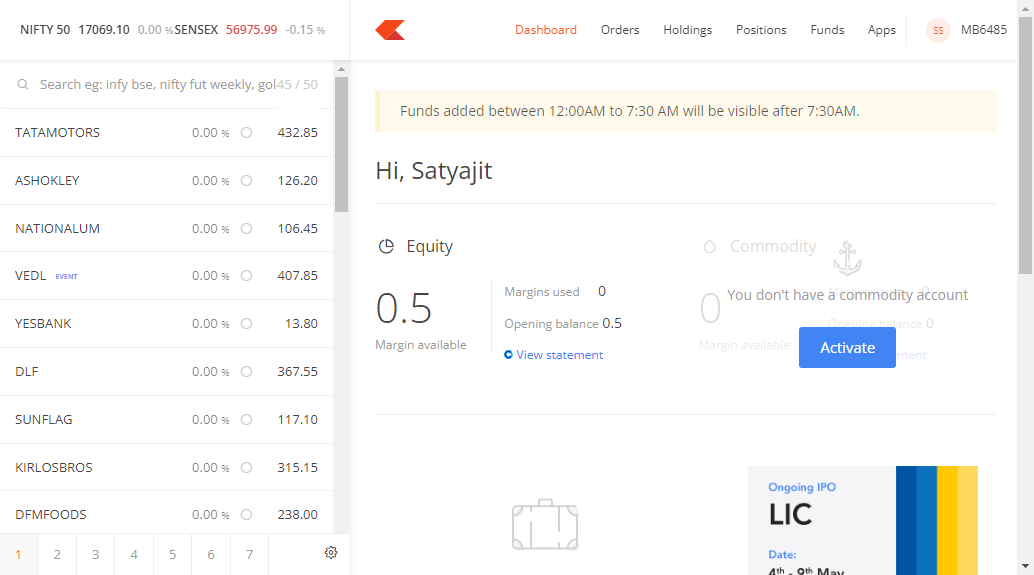 NIFTY 50 17069.10 0.00 % SENSEX 56975.99 -0.15 %
Dashboard Orders Holdings Positions Funds Apps SS MB6485
Search eg: infy bse, nifty fut weekly, gol 45 / 50
TATAMOTORS 0.00 % 432.85
ASHOKLEY 0.00 % 126.20
NATIONALUM 0.00 % 106.45
VEDL EVENT 0.00 % 407.85
YESBANK 0.00 % 13.80
DLF 0.00 % 367.55
SUNFLAG 0.00 % 117.10
KIRLOSBROS 0.00 % 315.15
DFMFOODS 0.00 % 238.00
1 2 3 4 5 6 7
Funds added between 12:00AM to 7:30 AM will be visible after 7:30AM.
Hi, Satyajit
Equity
0.5
Margin available
Margins used 0
Opening balance 0.5
View statement
Commodity
0
Margin available
You don't have a commodity account
Opening balance 0
Activate
Ongoing IPO
LIC
Date:
4th - 9th May